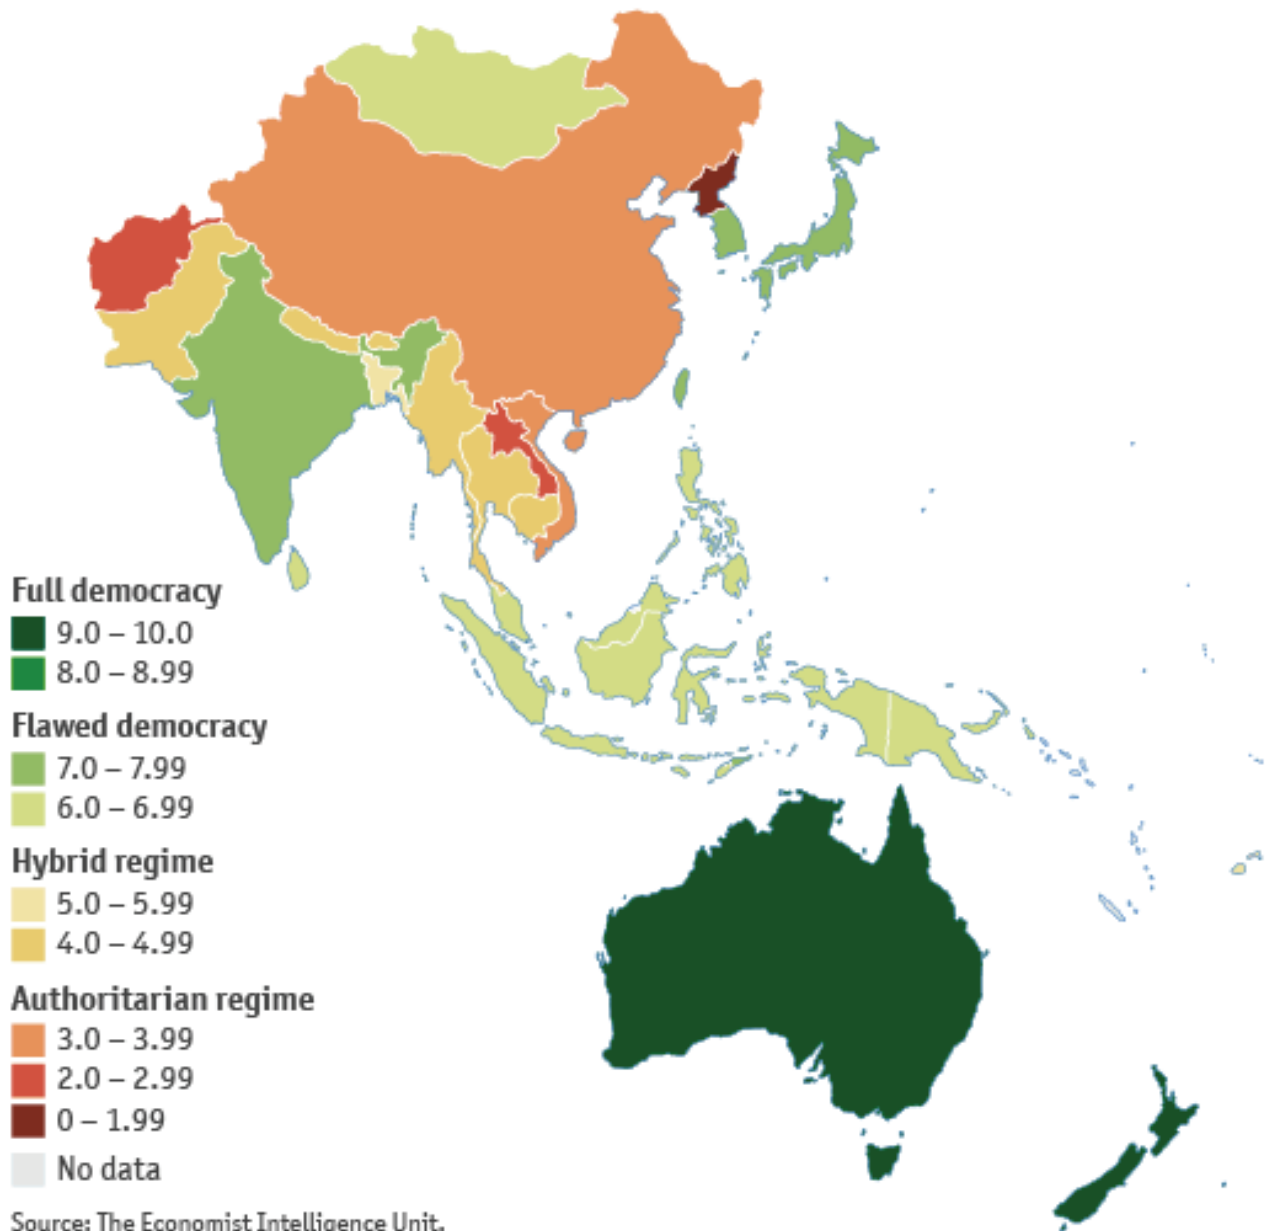 Full democracy
9.0 – 10.0
8.0 – 8.99
Flawed democracy
7.0 – 7.99
6.0 – 6.99
Hybrid regime
5.0 – 5.99
4.0 – 4.99
Authoritarian regime
3.0 – 3.99
2.0 – 2.99
0 – 1.99
No data
Source: The Economist Intelligence Unit.